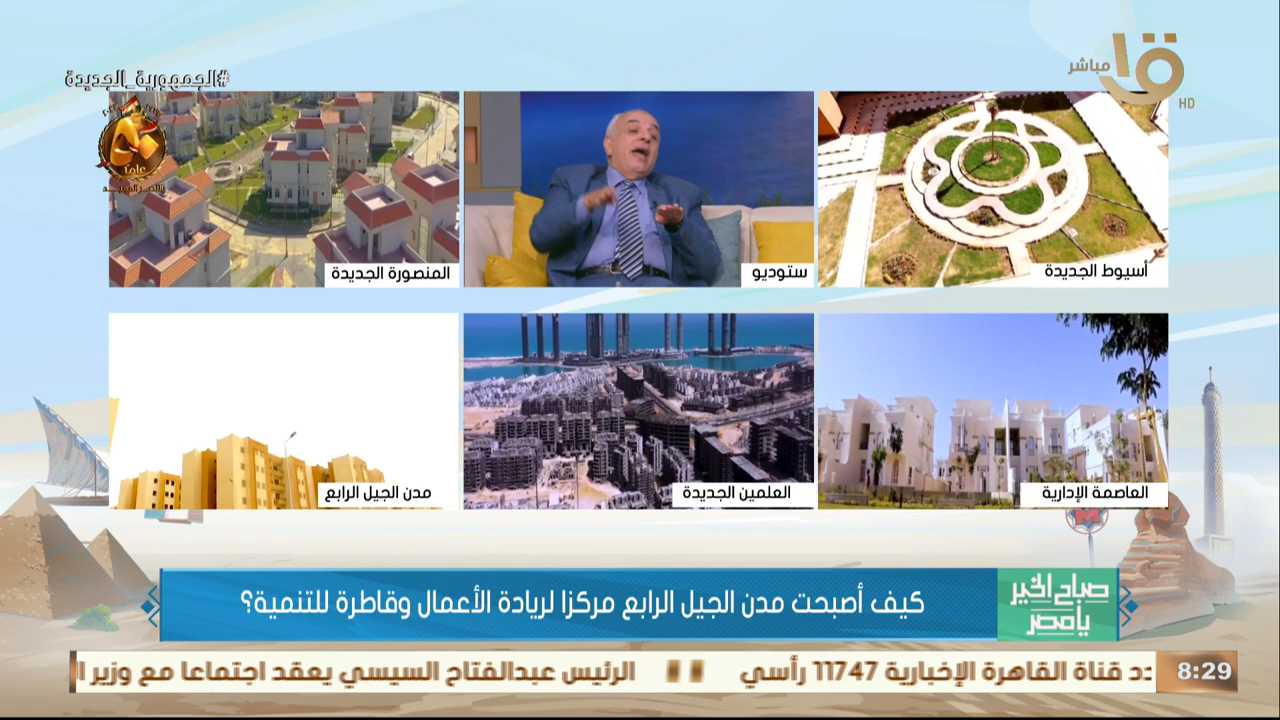 #الجمهورية_الجديدة
مباشر
HD
عاما
المنصورة الجديدة
ستوديو
أسيوط الجديدة
مدن الجيل الرابع
العلمين الجديدة
العاصمة الإدارية
M
صباح الخير
يا مصر
كيف أصبحت مدن الجيل الرابع مركزا لريادة الأعمال وقاطرة للتنمية؟
8:29
دد قناة القاهرة الإخبارية 11747 رأسي الرئيس عبدالفتاح السيسي يعقد اجتماعا مع وزير ا